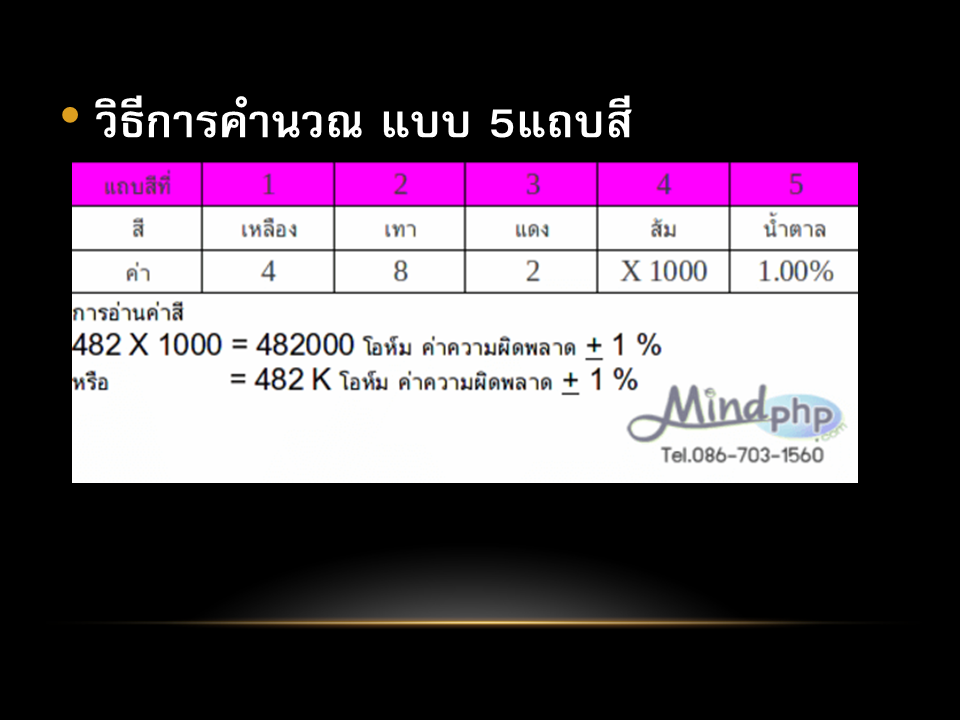 • วิธีการคำนวณ แบบ 5แถบสี
แถบสีที่ 1 2 3 4 5
สี เหลือง เทา แดง ส้ม น้ำตาล
ค่า 4 8 2 X 1000 1.00%
การอ่านค่าสี
482 X 1000 = 482000 โอห์ม ค่าความผิดพลาด ± 1 %
หรือ = 482 K โอห์ม ค่าความผิดพลาด ± 1 %
Mindphp.com
Tel.086-703-1560